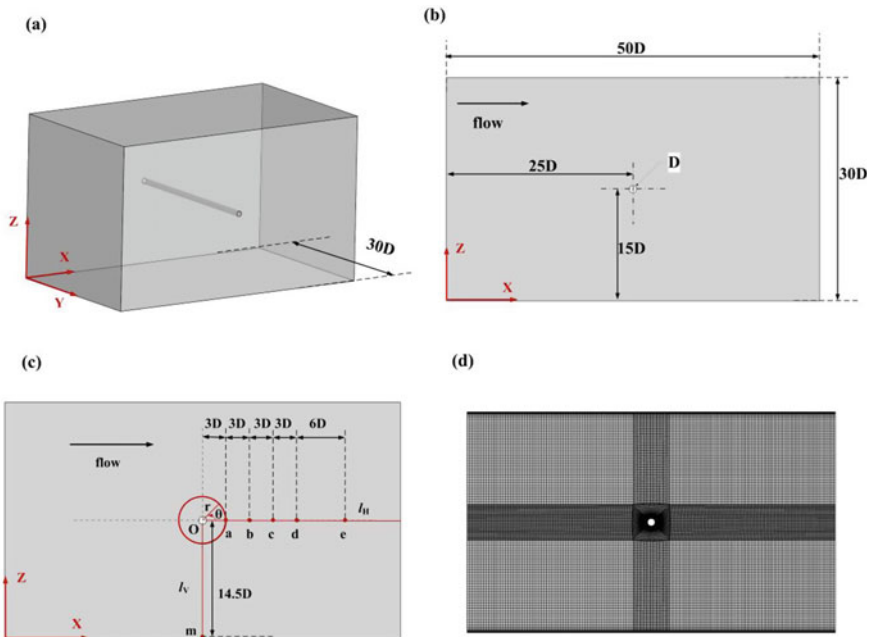 (a)
Z
X
Y
30D
(b)
50D
flow
25D
D
30D
15D
Z
X
(c)
3D 3D 3D 3D 6D
flow
r
θ
O
a b c d e
l_H
l_V
14.5D
Z
X
m
(d)